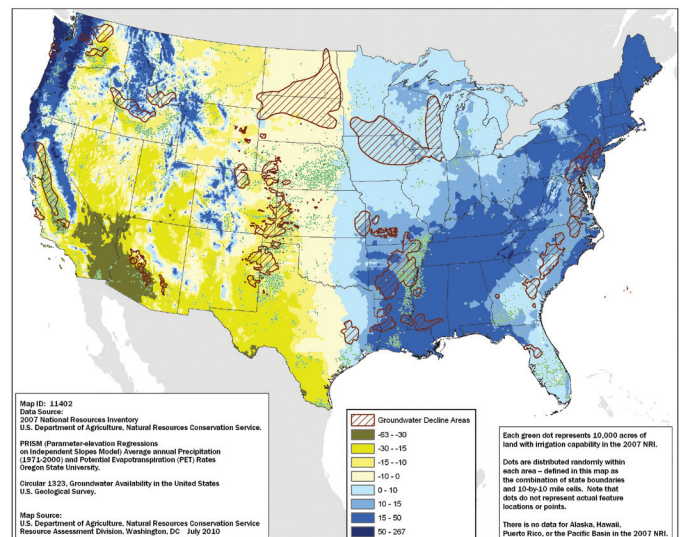 Map ID: 11402
Data Source:
2007 National Resources Inventory
U.S. Department of Agriculture, Natural Resources Conservation Service.
PRISM (Parameter-elevation Regressions
on Independent Slopes Model) Average annual Precipitation
(1971-2000) and Potential Evapotranspiration (PET) Rates
Oregon State University.
Circular 1323, Groundwater Availability in the United States
U.S. Geological Survey.
Map Source:
U.S. Department of Agriculture, Natural Resources Conservation Service
Resource Assessment Division, Washington, DC July 2010
Groundwater Decline Areas
-63 - -30
-30 - -15
-15 - -10
-10 - 0
0 - 10
10 - 15
15 - 50
50 - 267
Each green dot represents 10,000 acres of
land with irrigation capability in the 2007 NRI.
Dots are distributed randomly within
each area – defined in this map as
the combination of state boundaries
and 10-by-10 mile cells. Note that
dots do not represent actual feature
locations or points.
There is no data for Alaska, Hawaii,
Puerto Rico, or the Pacific Basin in the 2007 NRI.